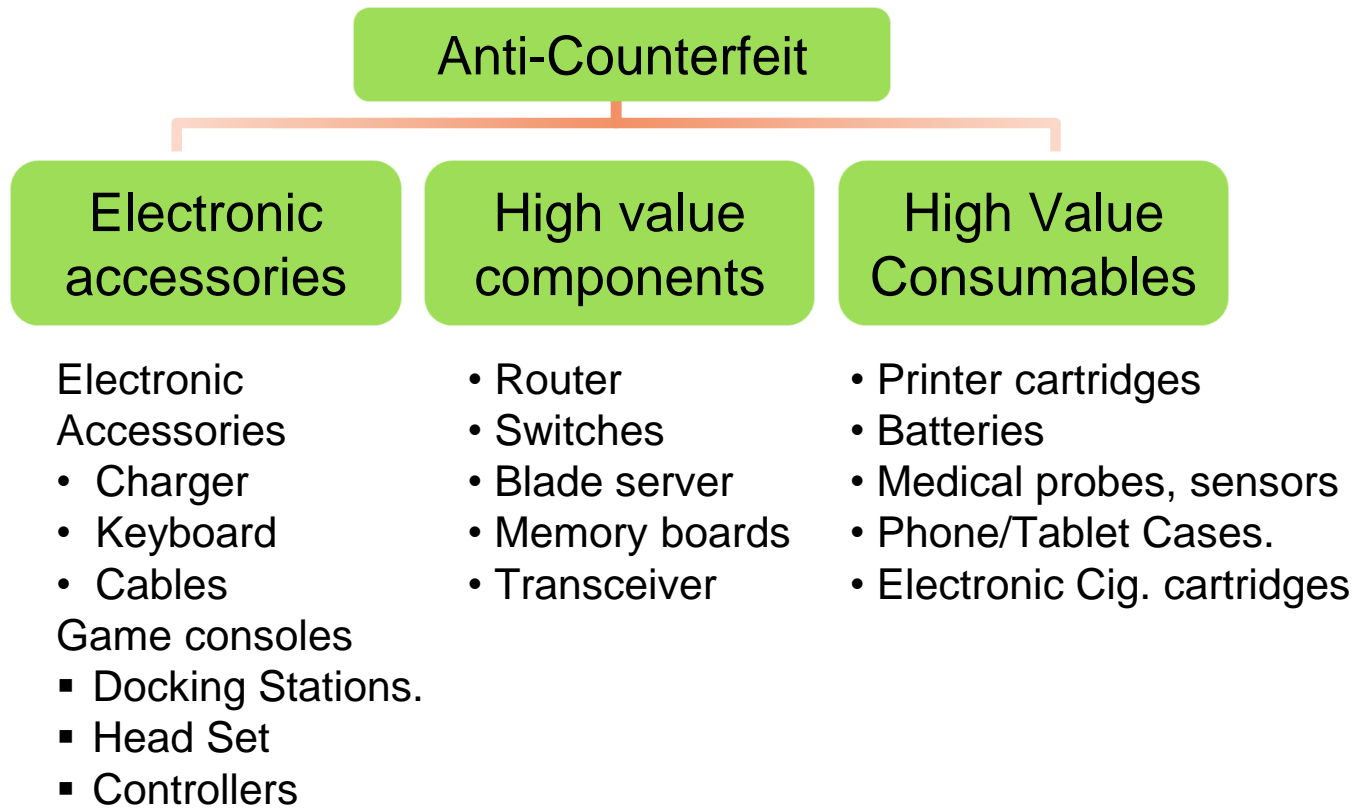 Anti-Counterfeit
Electronic
accessories
Electronic
Accessories
• Charger
• Keyboard
• Cables
Game consoles
▪ Docking Stations.
▪ Head Set
▪ Controllers
High value
components
• Router
• Switches
• Blade server
• Memory boards
• Transceiver
High Value
Consumables
• Printer cartridges
• Batteries
• Medical probes, sensors
• Phone/Tablet Cases.
• Electronic Cig. cartridges